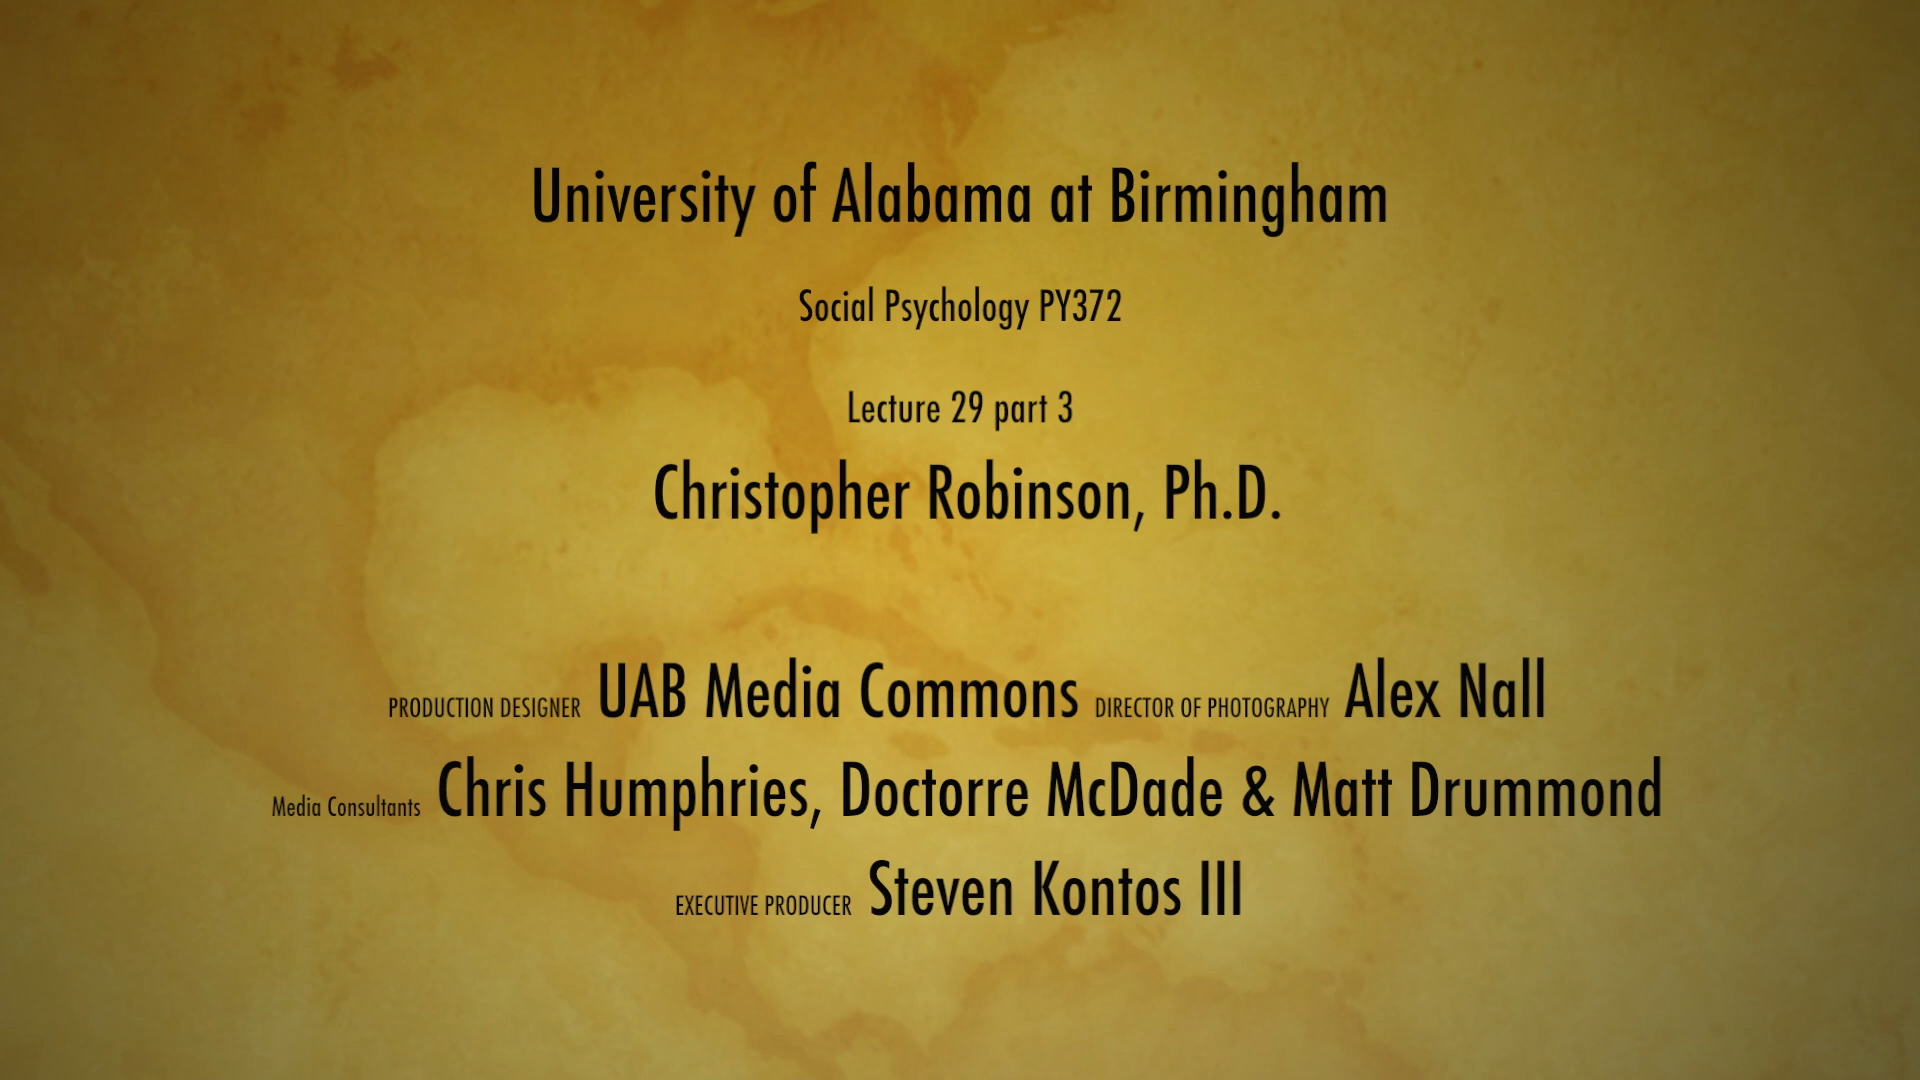 University of Alabama at Birmingham
Social Psychology PY372
Lecture 29 part 3
Christopher Robinson, Ph.D.
PRODUCTION DESIGNER UAB Media Commons DIRECTOR OF PHOTOGRAPHY Alex Nall
Media Consultants Chris Humphries, Doctorre McDade & Matt Drummond
EXECUTIVE PRODUCER Steven Kontos III